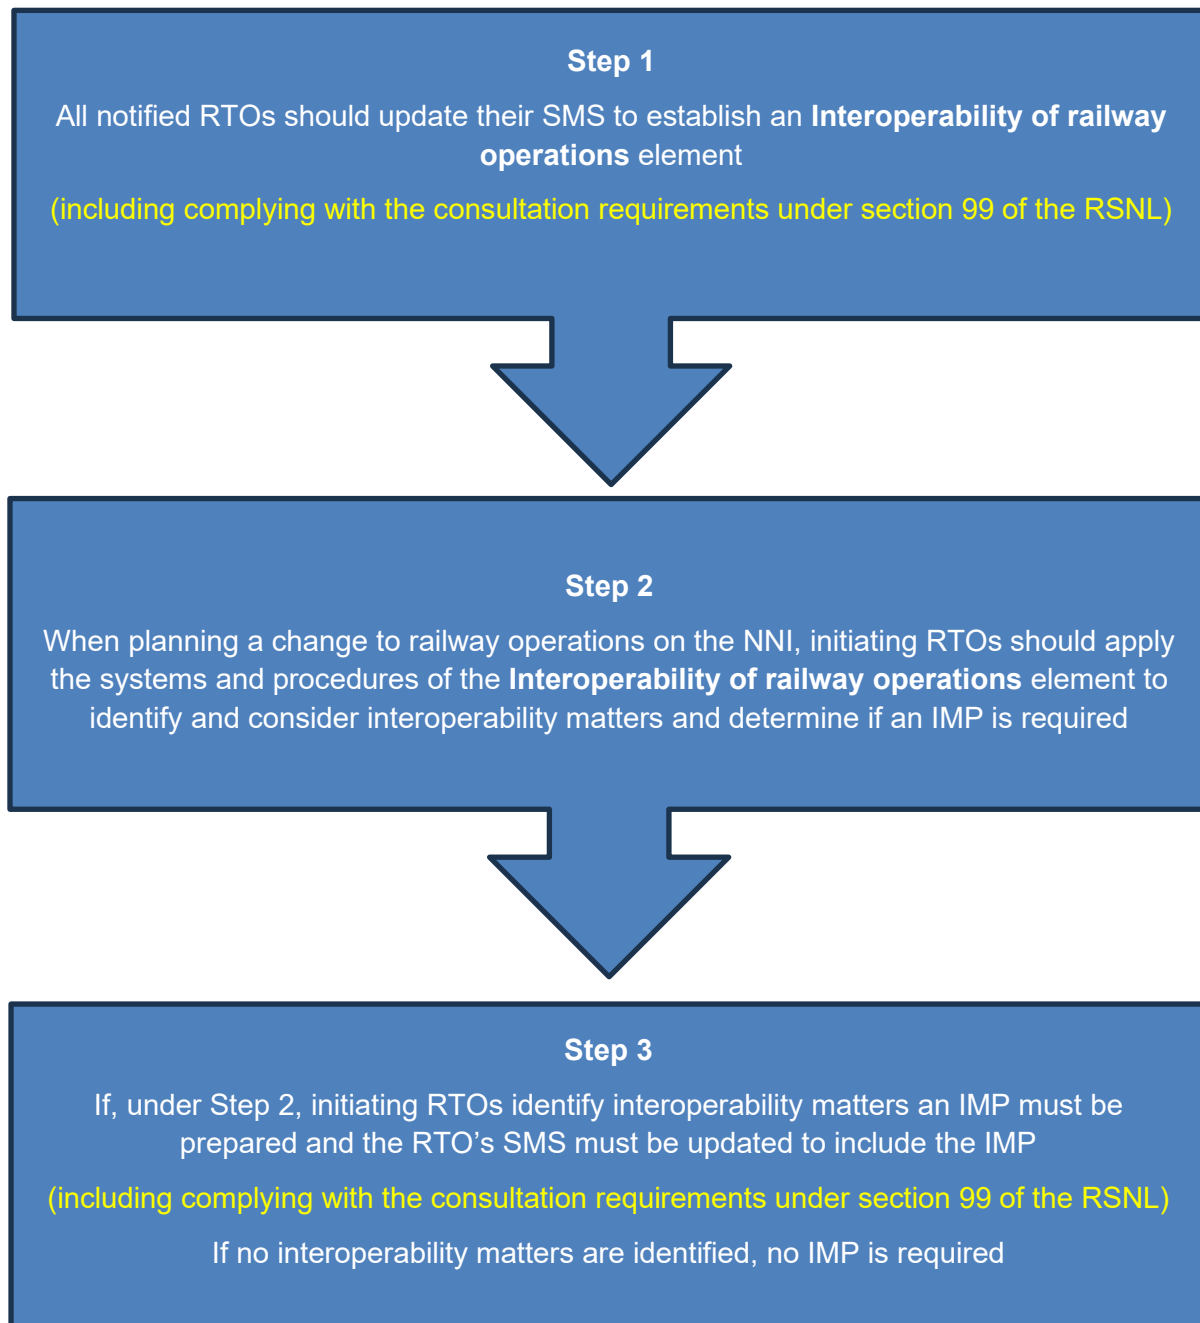 Step 1
All notified RTOs should update their SMS to establish an Interoperability of railway
operations element
(including complying with the consultation requirements under section 99 of the RSNL)
Step 2
When planning a change to railway operations on the NNI, initiating RTOs should apply
the systems and procedures of the Interoperability of railway operations element to
identify and consider interoperability matters and determine if an IMP is required
Step 3
If, under Step 2, initiating RTOs identify interoperability matters an IMP must be
prepared and the RTO’s SMS must be updated to include the IMP
(including complying with the consultation requirements under section 99 of the RSNL)
If no interoperability matters are identified, no IMP is required